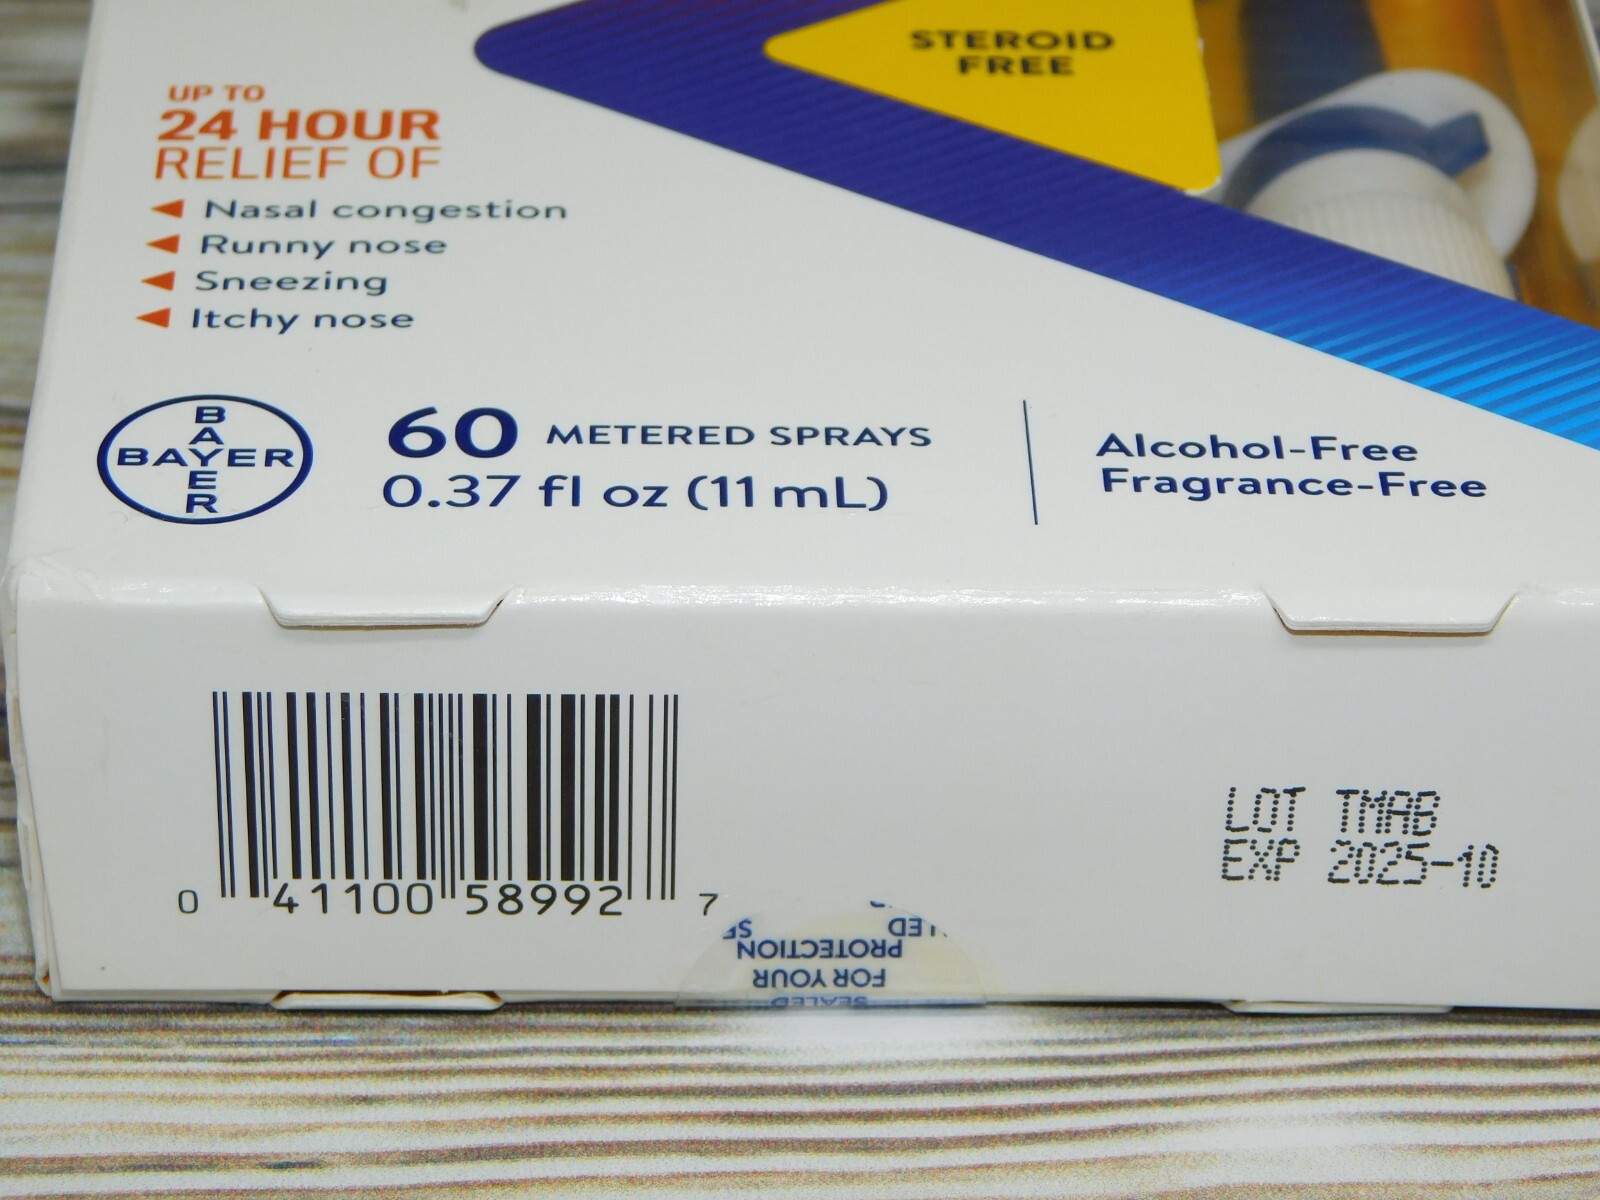 STEROID
FREE
UP TO
24 HOUR
RELIEF OF
Nasal congestion
Runny nose
Sneezing
Itchy nose
BAYER
BAYER
60 METERED SPRAYS
0.37 fl oz (11 mL)
Alcohol-Free
Fragrance-Free
0 41100 58992 7
LOT TMAB
EXP 2025-10
SEALED
FOR YOUR
PROTECTION